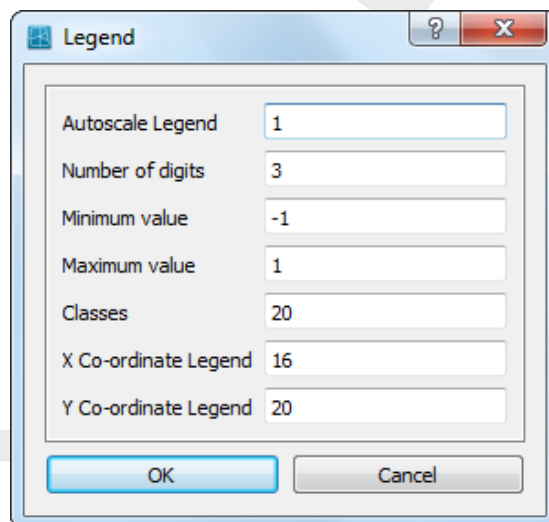 Legend
Autoscale Legend 1
Number of digits 3
Minimum value -1
Maximum value 1
Classes 20
X Co-ordinate Legend 16
Y Co-ordinate Legend 20
OK Cancel